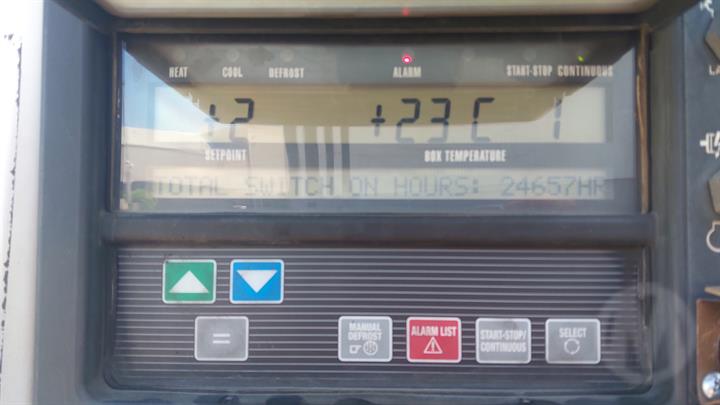 HEAT COOL DEFROST ALARM START-STOP CONTINUOUS
+2 +23 C 1
SETPOINT BOX TEMPERATURE
TOTAL SWITCH ON HOURS: 24657HR
=
MANUAL DEFROST
ALARM LIST
START-STOP/ CONTINUOUS
SELECT